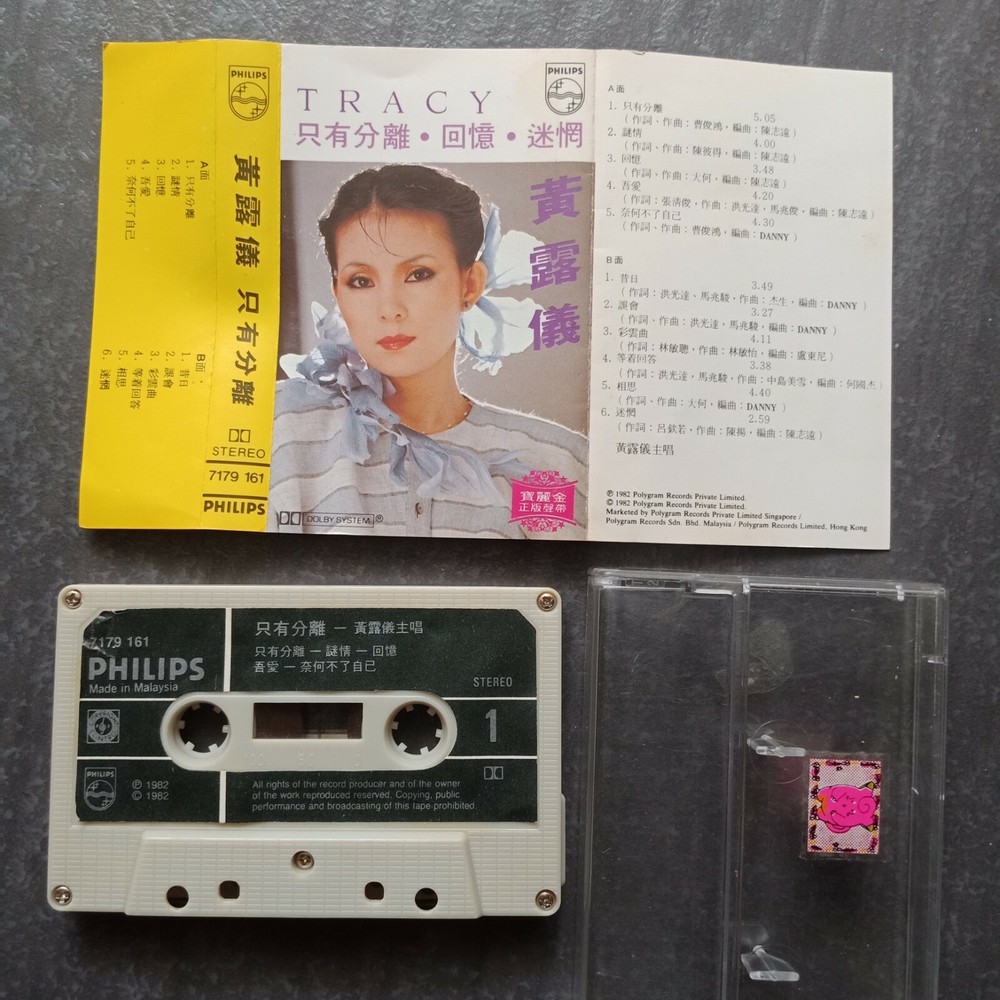 A面
1. 只有分離
2. 謎情
3. 回憶
4. 吾愛
5. 奈何不了自己
B面:
1. 昔日
2. 誤會
3. 彩雲曲
4. 等着回答
5. 相思
6. 迷惘
PHILIPS
黃露儀 只有分離
STEREO
7179 161
PHILIPS
TRACY
PHILIPS
只有分離•回憶•迷惘
黃露儀
DOLBY SYSTEM®
寶麗金
正版聲帶
A面
1. 只有分離 5.05
(作詞、作曲:曹俊鴻,編曲:陳志遠)
2. 謎情 4.00
(作詞、作曲:陳彼得,編曲:陳志遠)
3. 回憶 3.48
(作詞、作曲:大何,編曲:陳志遠)
4. 吾愛 4.20
(作詞:張清俊,作曲:洪光達,馬兆俊,編曲:陳志遠)
5. 奈何不了自己 4.30
(作詞、作曲:曹俊鴻,編曲:DANNY)
B面
1. 昔日 3.49
(作詞:洪光達、馬兆駿,作曲:杰生,編曲:DANNY)
2. 誤會 3.27
(作詞、作曲:洪光達,馬兆駿,編曲:DANNY)
3. 彩雲曲 4.11
(作詞:林敏聰,作曲:林敏怡,編曲:盧東尼)
4. 等着回答 3.38
(作詞:洪光達,馬兆駿,作曲:中島美雪,編曲:何國杰)
5. 相思 4.40
(作詞、作曲:大何,編曲:DANNY)
6. 迷惘 2.59
(作詞:呂欽若,作曲:陳揚,編曲:陳志遠)
黃露儀主唱
℗ 1982 Polygram Records Private Limited.
© 1982 Polygram Records Private Limited.
Marketed by Polygram Records Private Limited Singapore /
Polygram Records Sdn. Bhd. Malaysia / Polygram Records Limited, Hong Kong
7179 161
PHILIPS
Made in Malaysia
只有分離 — 黃露儀主唱
只有分離 — 謎情 — 回憶
吾愛 — 奈何不了自己
STEREO
1
PHILIPS
℗ 1982
© 1982
All rights of the record producer and of the owner
of the work reproduced reserved. Copying, public
performance and broadcasting of this tape prohibited.